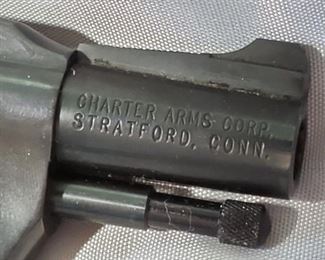 CHARTER ARMS CORP.
STRATFORD, CONN.